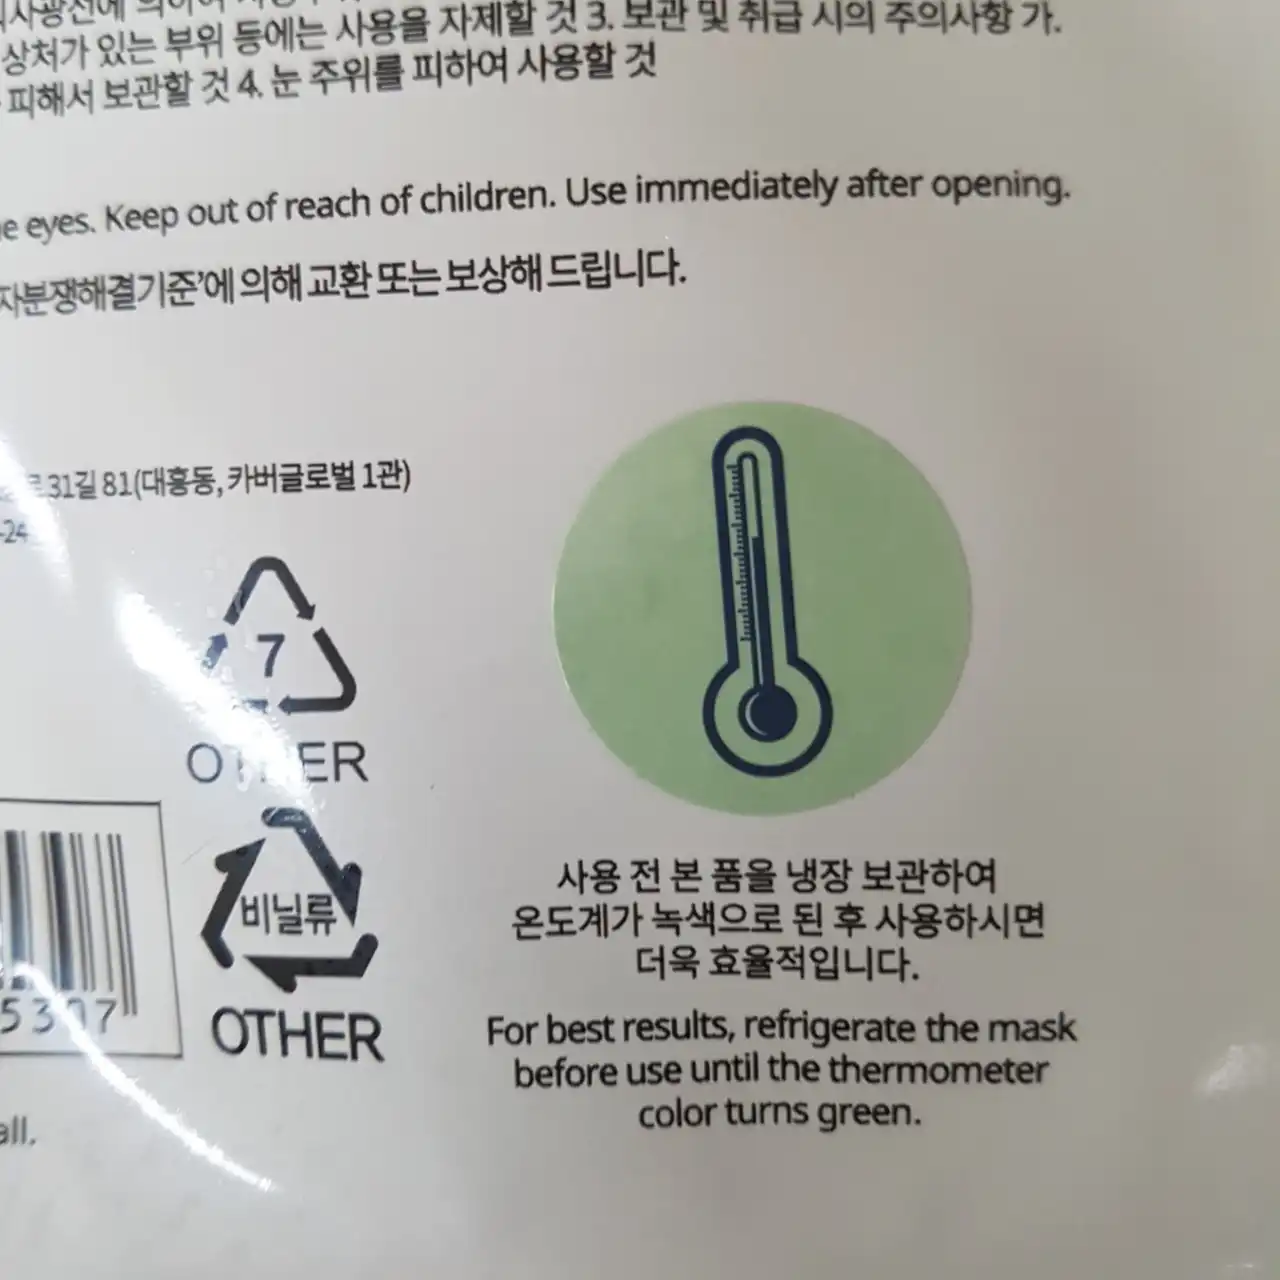 상처가 있는 부위 등에는 사용을 자제할 것 3. 보관 및 취급 시의 주의사항 가.
피해서 보관할 것 4. 눈 주위를 피하여 사용할 것
eyes. Keep out of reach of children. Use immediately after opening.
자분쟁해결기준’에 의해 교환 또는 보상해 드립니다.
31길 81(대흥동, 카버글로벌 1관)
-24
7
OTHER
비닐류
OTHER
5307
all.
사용 전 본 품을 냉장 보관하여
온도계가 녹색으로 된 후 사용하시면
더욱 효율적입니다.
For best results, refrigerate the mask
before use until the thermometer
color turns green.